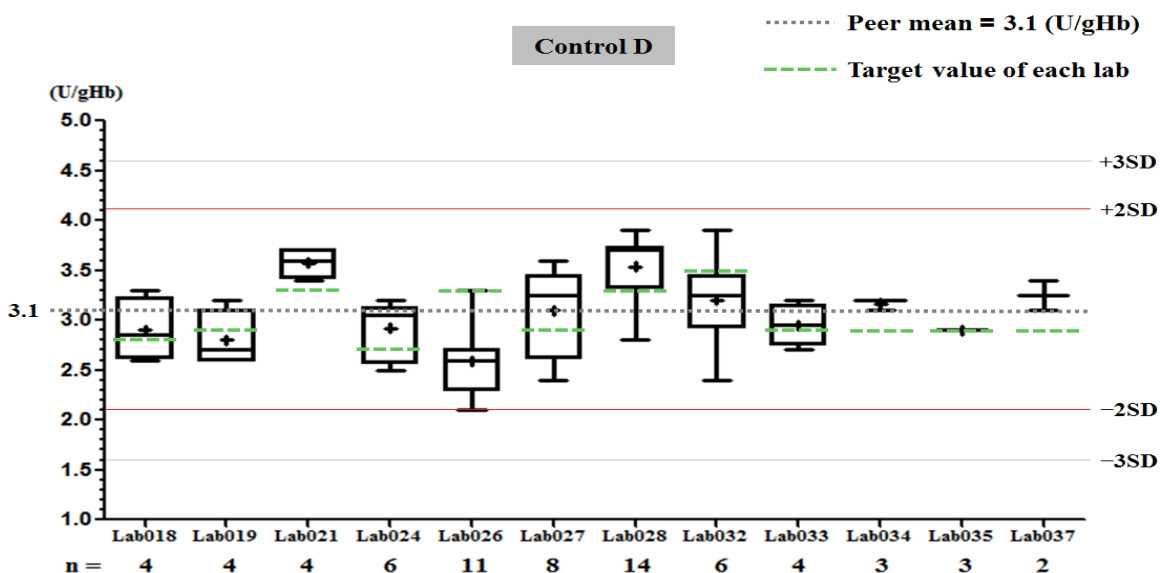 Peer mean = 3.1 (U/gHb)
Control D
Target value of each lab
(U/gHb)
5.0
+3SD
4.5
+2SD
4.0
3.5
3.1
3.0
2.5
−2SD
2.0
−3SD
1.5
1.0
Lab018 Lab019 Lab021 Lab024 Lab026 Lab027 Lab028 Lab032 Lab033 Lab034 Lab035 Lab037
n = 4 4 4 6 11 8 14 6 4 3 3 2